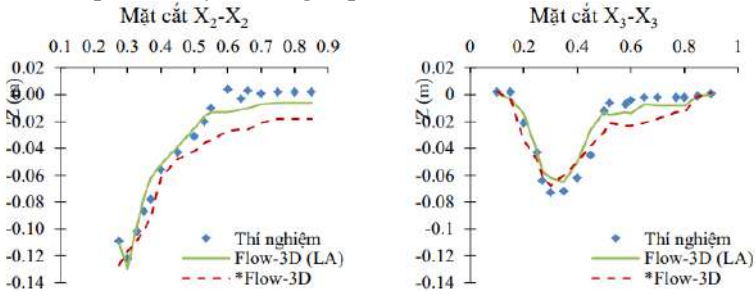 Mặt cắt X2-X2
0.1 0.2 0.3 0.4 0.5 0.6 0.7 0.8 0.9
0.02
0.00
-0.02
-0.04
-0.06
-0.08
-0.10
-0.12
-0.14
Z (m)
Thí nghiệm
Flow-3D (LA)
*Flow-3D
Mặt cắt X3-X3
0 0.2 0.4 0.6 0.8 1
0.02
0.00
-0.02
-0.04
-0.06
-0.08
-0.1
-0.12
-0.14
Z (m)
Thí nghiệm
Flow-3D (LA)
*Flow-3D